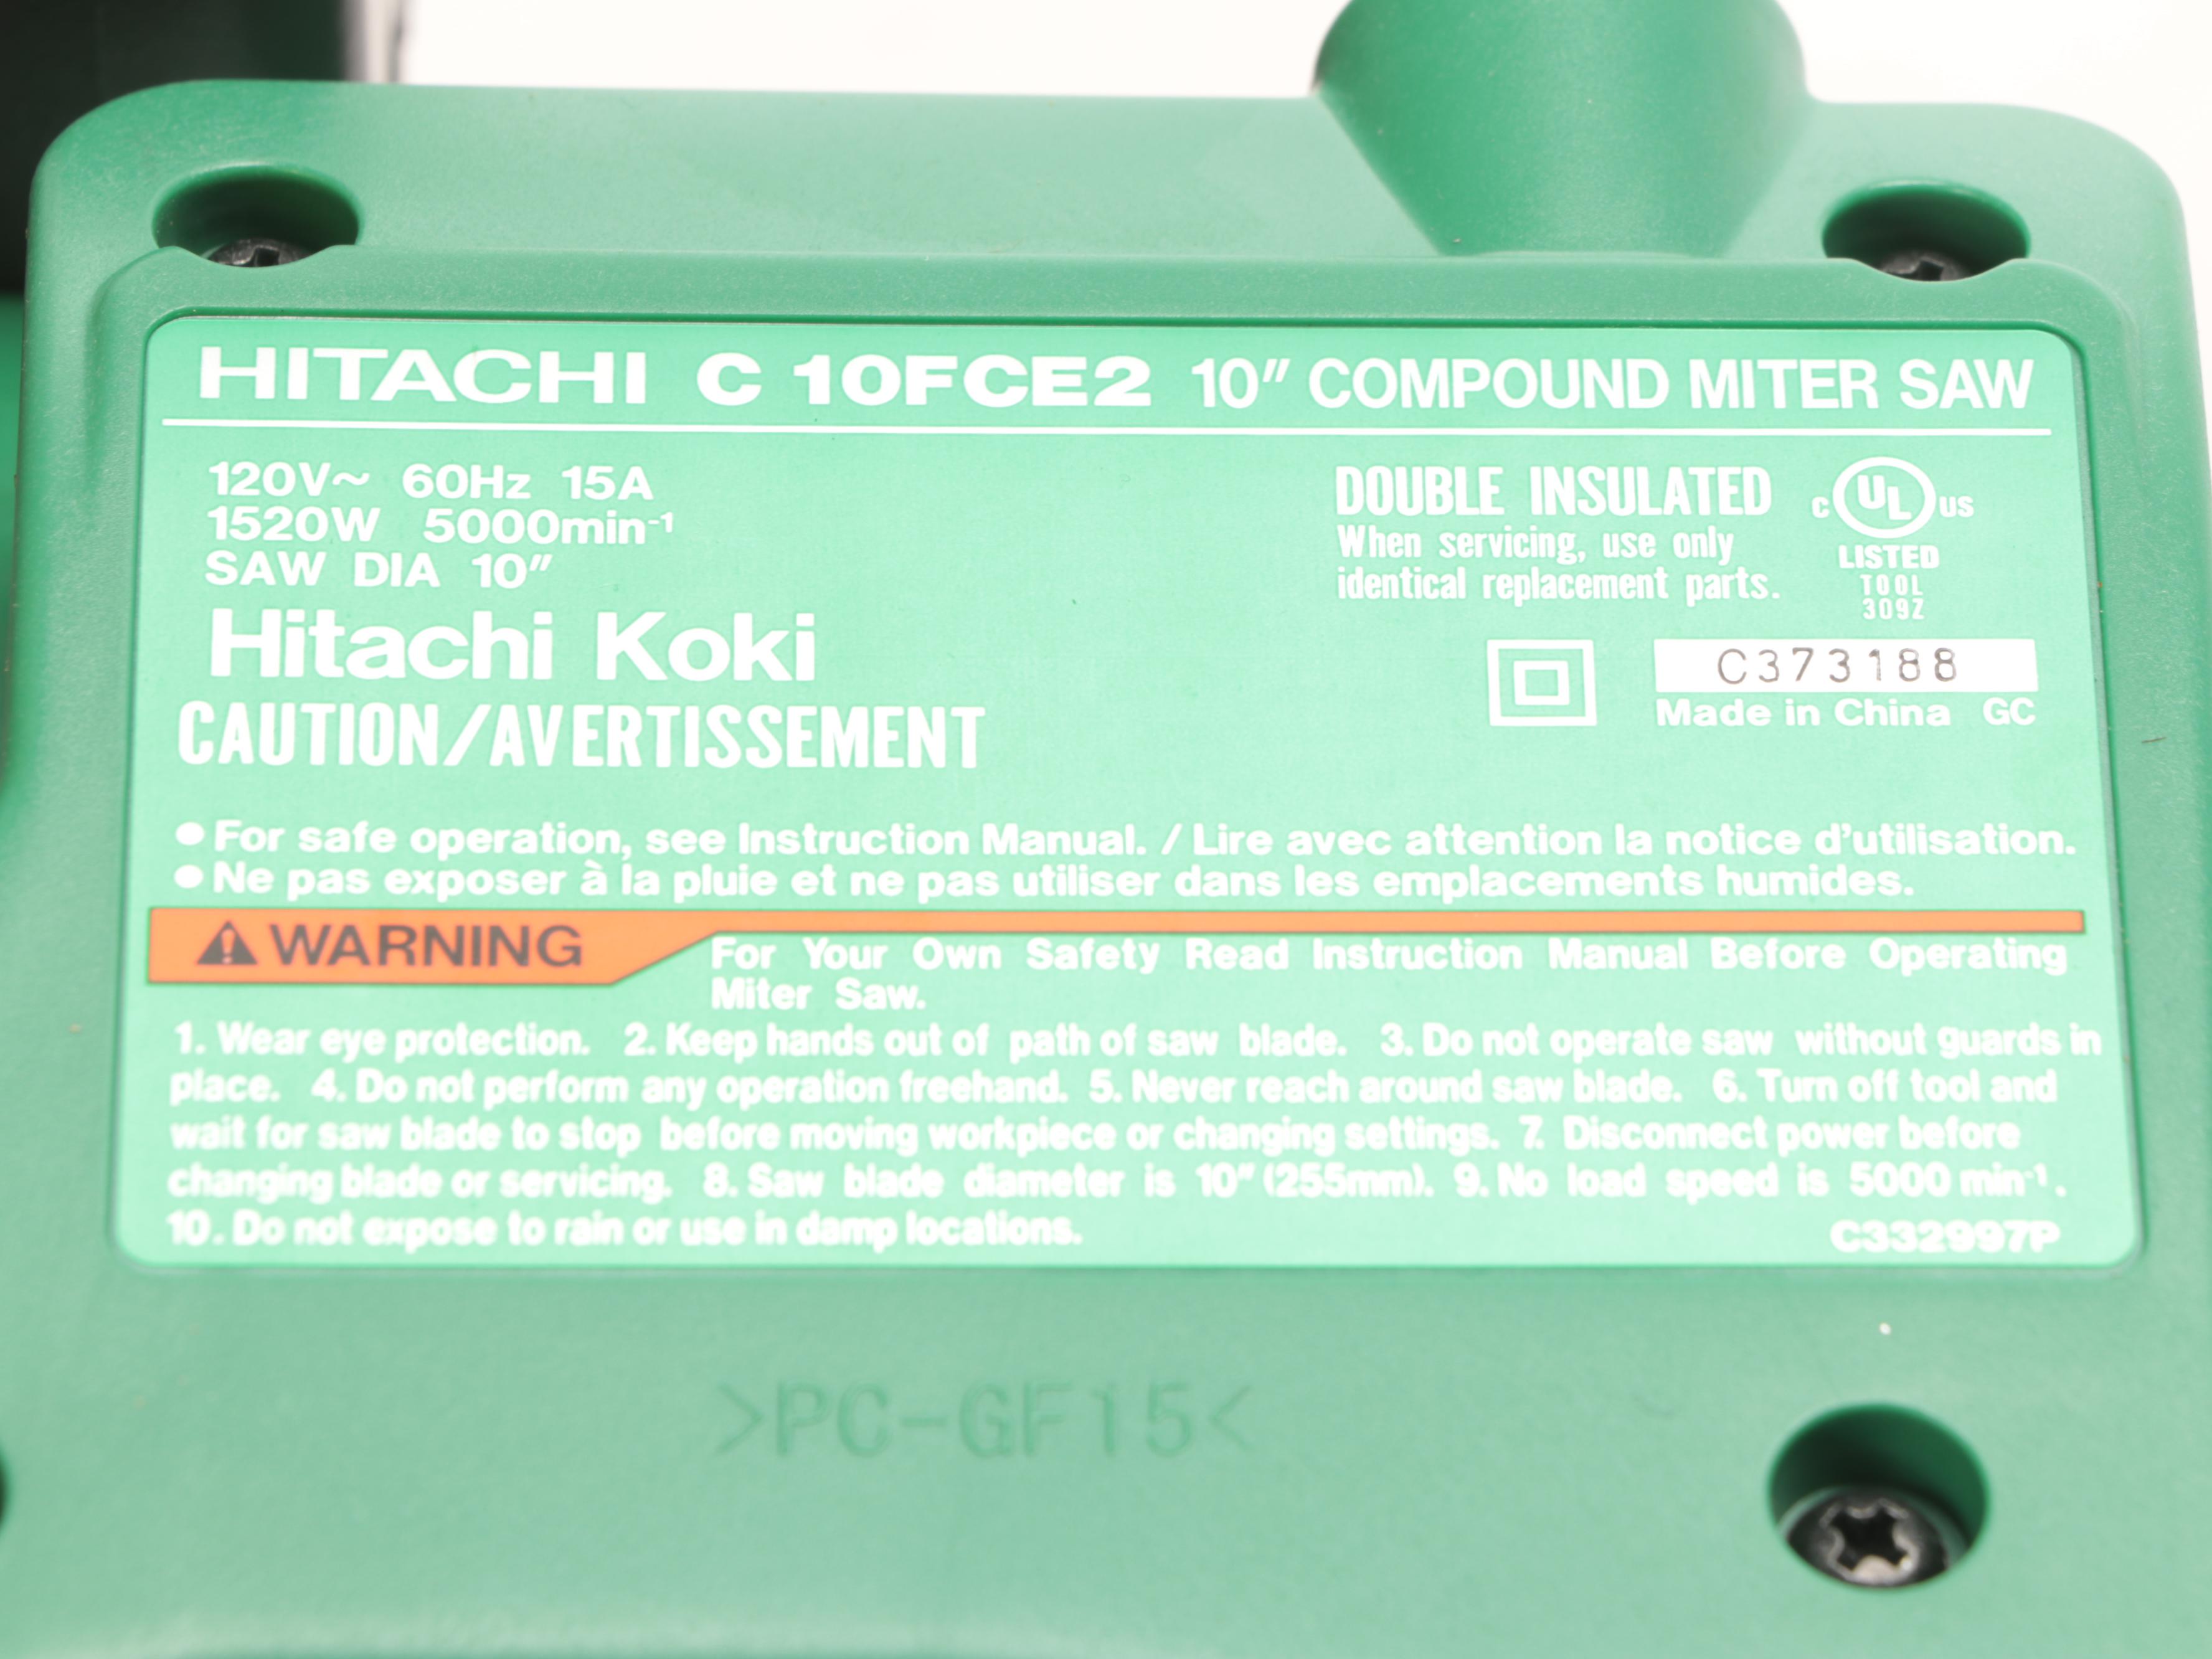 HITACHI C 10FCE2 10" COMPOUND MITER SAW
120V~ 60Hz 15A
1520W 5000min-1
SAW DIA 10"
Hitachi Koki
CAUTION/AVERTISSEMENT
DOUBLE INSULATED
When servicing, use only
identical replacement parts.
c UL us
LISTED
TOOL
309Z
C373188
Made in China GC
● For safe operation, see Instruction Manual. / Lire avec attention la notice d'utilisation.
● Ne pas exposer à la pluie et ne pas utiliser dans les emplacements humides.
⚠ WARNING
For Your Own Safety Read Instruction Manual Before Operating
Miter Saw.
1. Wear eye protection. 2. Keep hands out of path of saw blade. 3. Do not operate saw without guards in
place. 4. Do not perform any operation freehand. 5. Never reach around saw blade. 6. Turn off tool and
wait for saw blade to stop before moving workpiece or changing settings. 7. Disconnect power before
changing blade or servicing. 8. Saw blade diameter is 10" (255mm). 9. No load speed is 5000 min-1.
10. Do not expose to rain or use in damp locations.
C332997P
>PC-GF15<